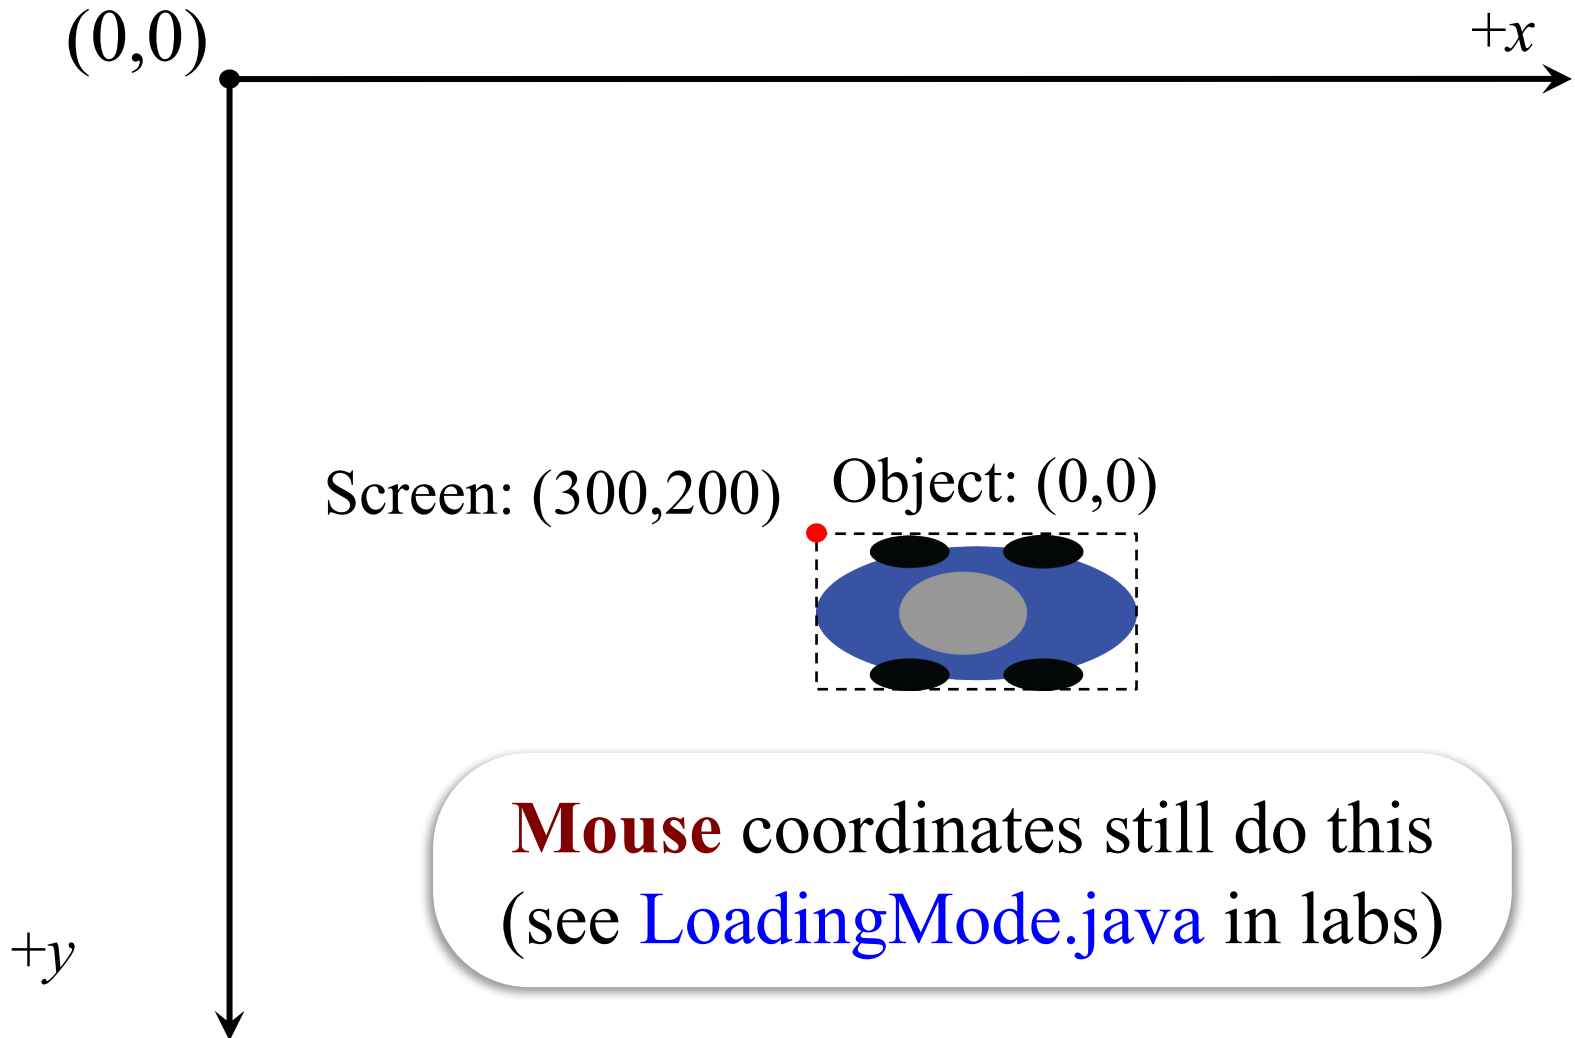 (0,0)
+x
Screen: (300,200)
Object: (0,0)
Mouse coordinates still do this
(see LoadingMode.java in labs)
+y